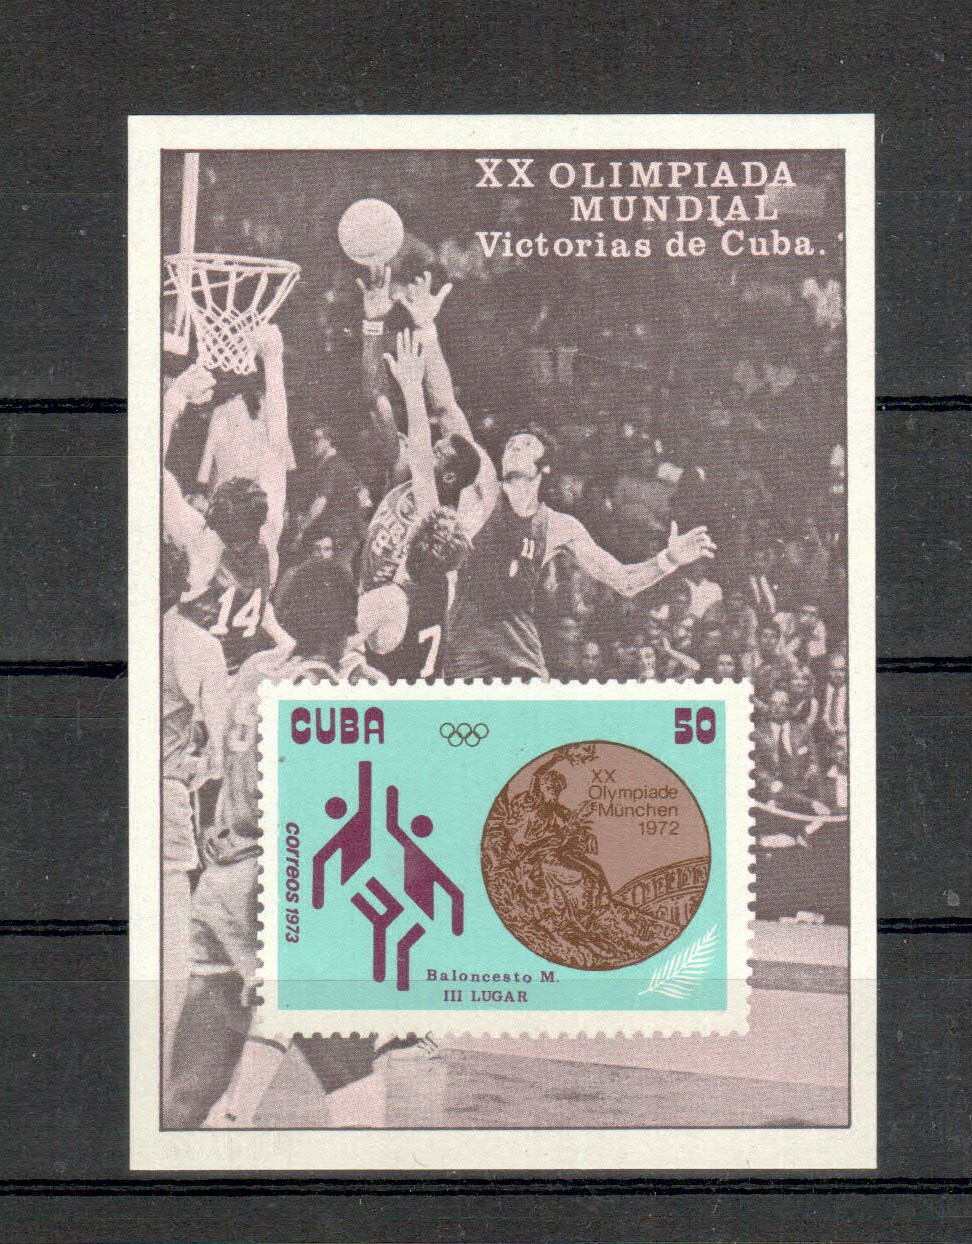 XX OLIMPIADA
MUNDIAL
Victorias de Cuba.
14
7
11
CUBA
50
XX
Olympiade
München
1972
correos 1973
Baloncesto M.
III LUGAR